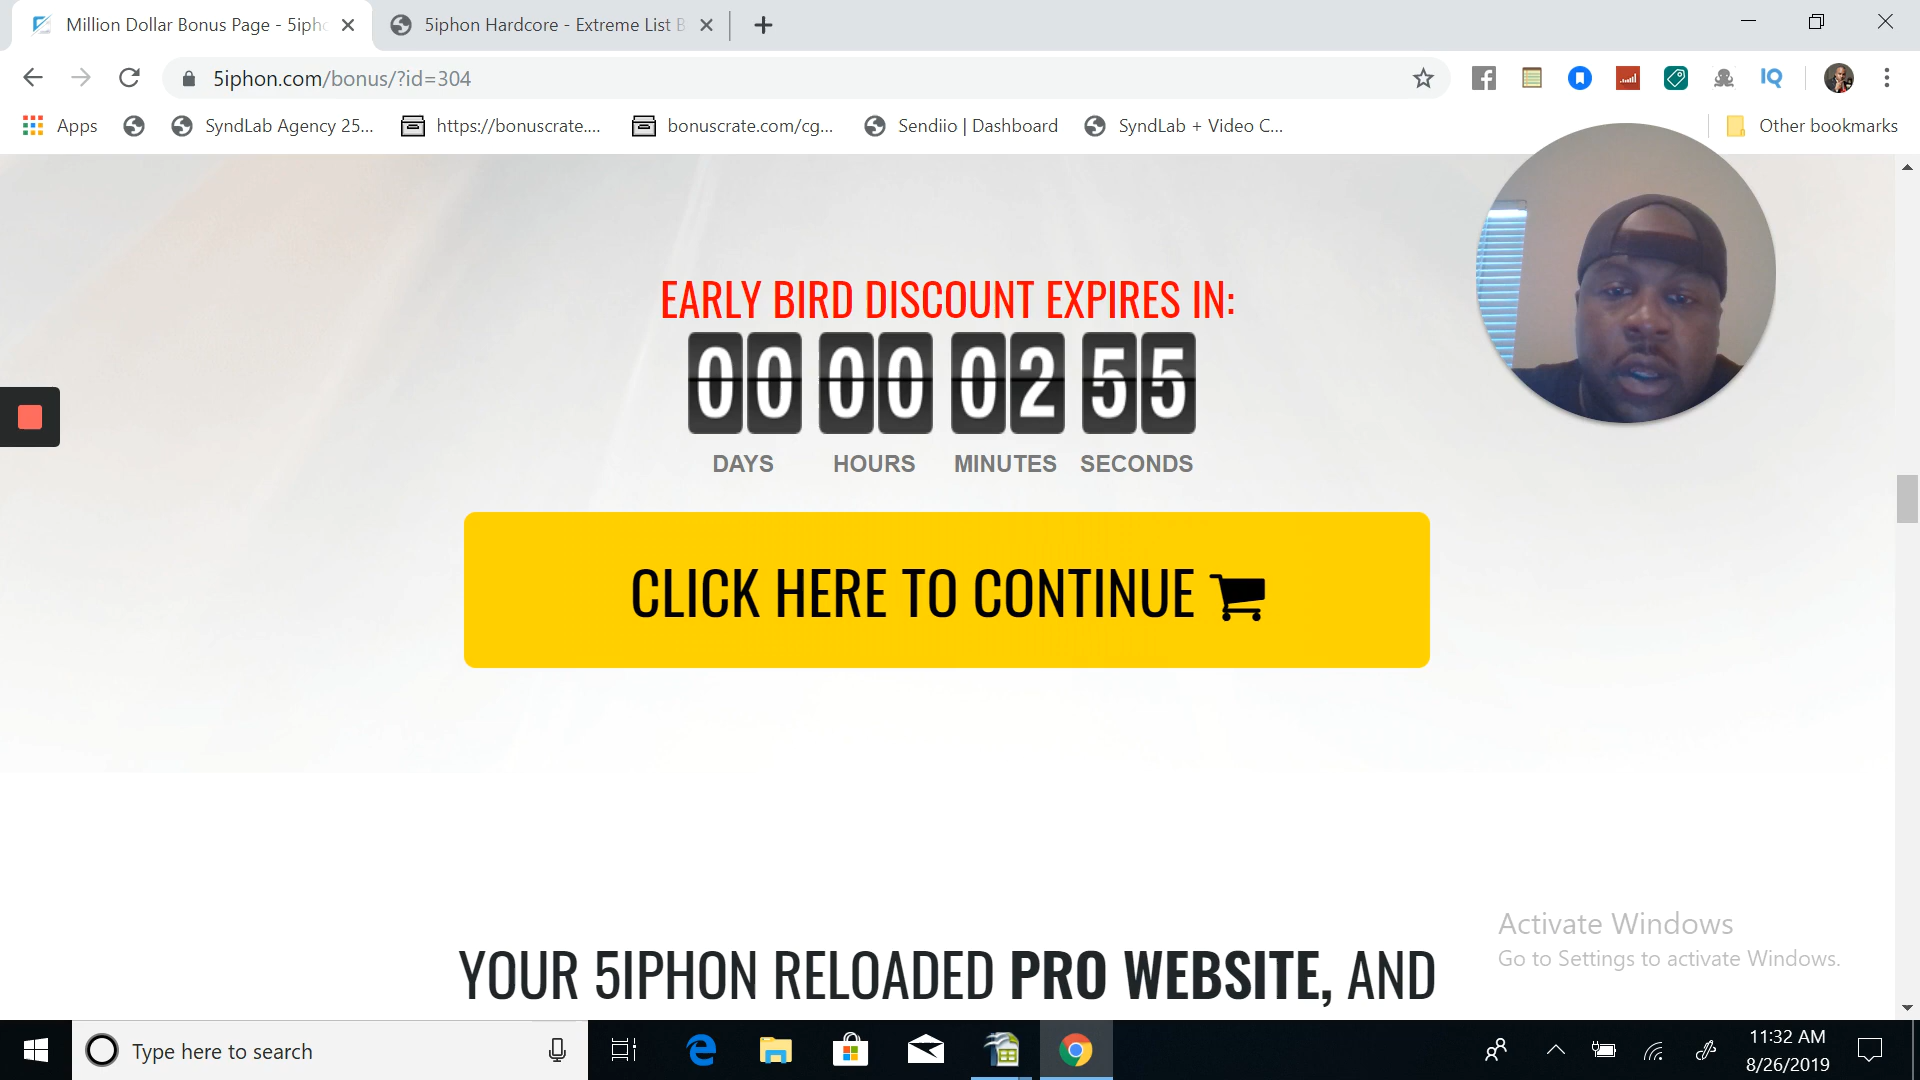 Million Dollar Bonus Page - 5ipho
5iphon Hardcore - Extreme List B
5iphon.com/bonus/?id=304
IQ
Apps
SyndLab Agency 25...
https://bonuscrate....
bonuscrate.com/cg...
Sendiio | Dashboard
SyndLab + Video C...
Other bookmarks
EARLY BIRD DISCOUNT EXPIRES IN:
00 00 02 55
DAYS HOURS MINUTES SECONDS
CLICK HERE TO CONTINUE
YOUR 5IPHON RELOADED PRO WEBSITE, AND
Activate Windows
Go to Settings to activate Windows.
Type here to search
11:32 AM
8/26/2019